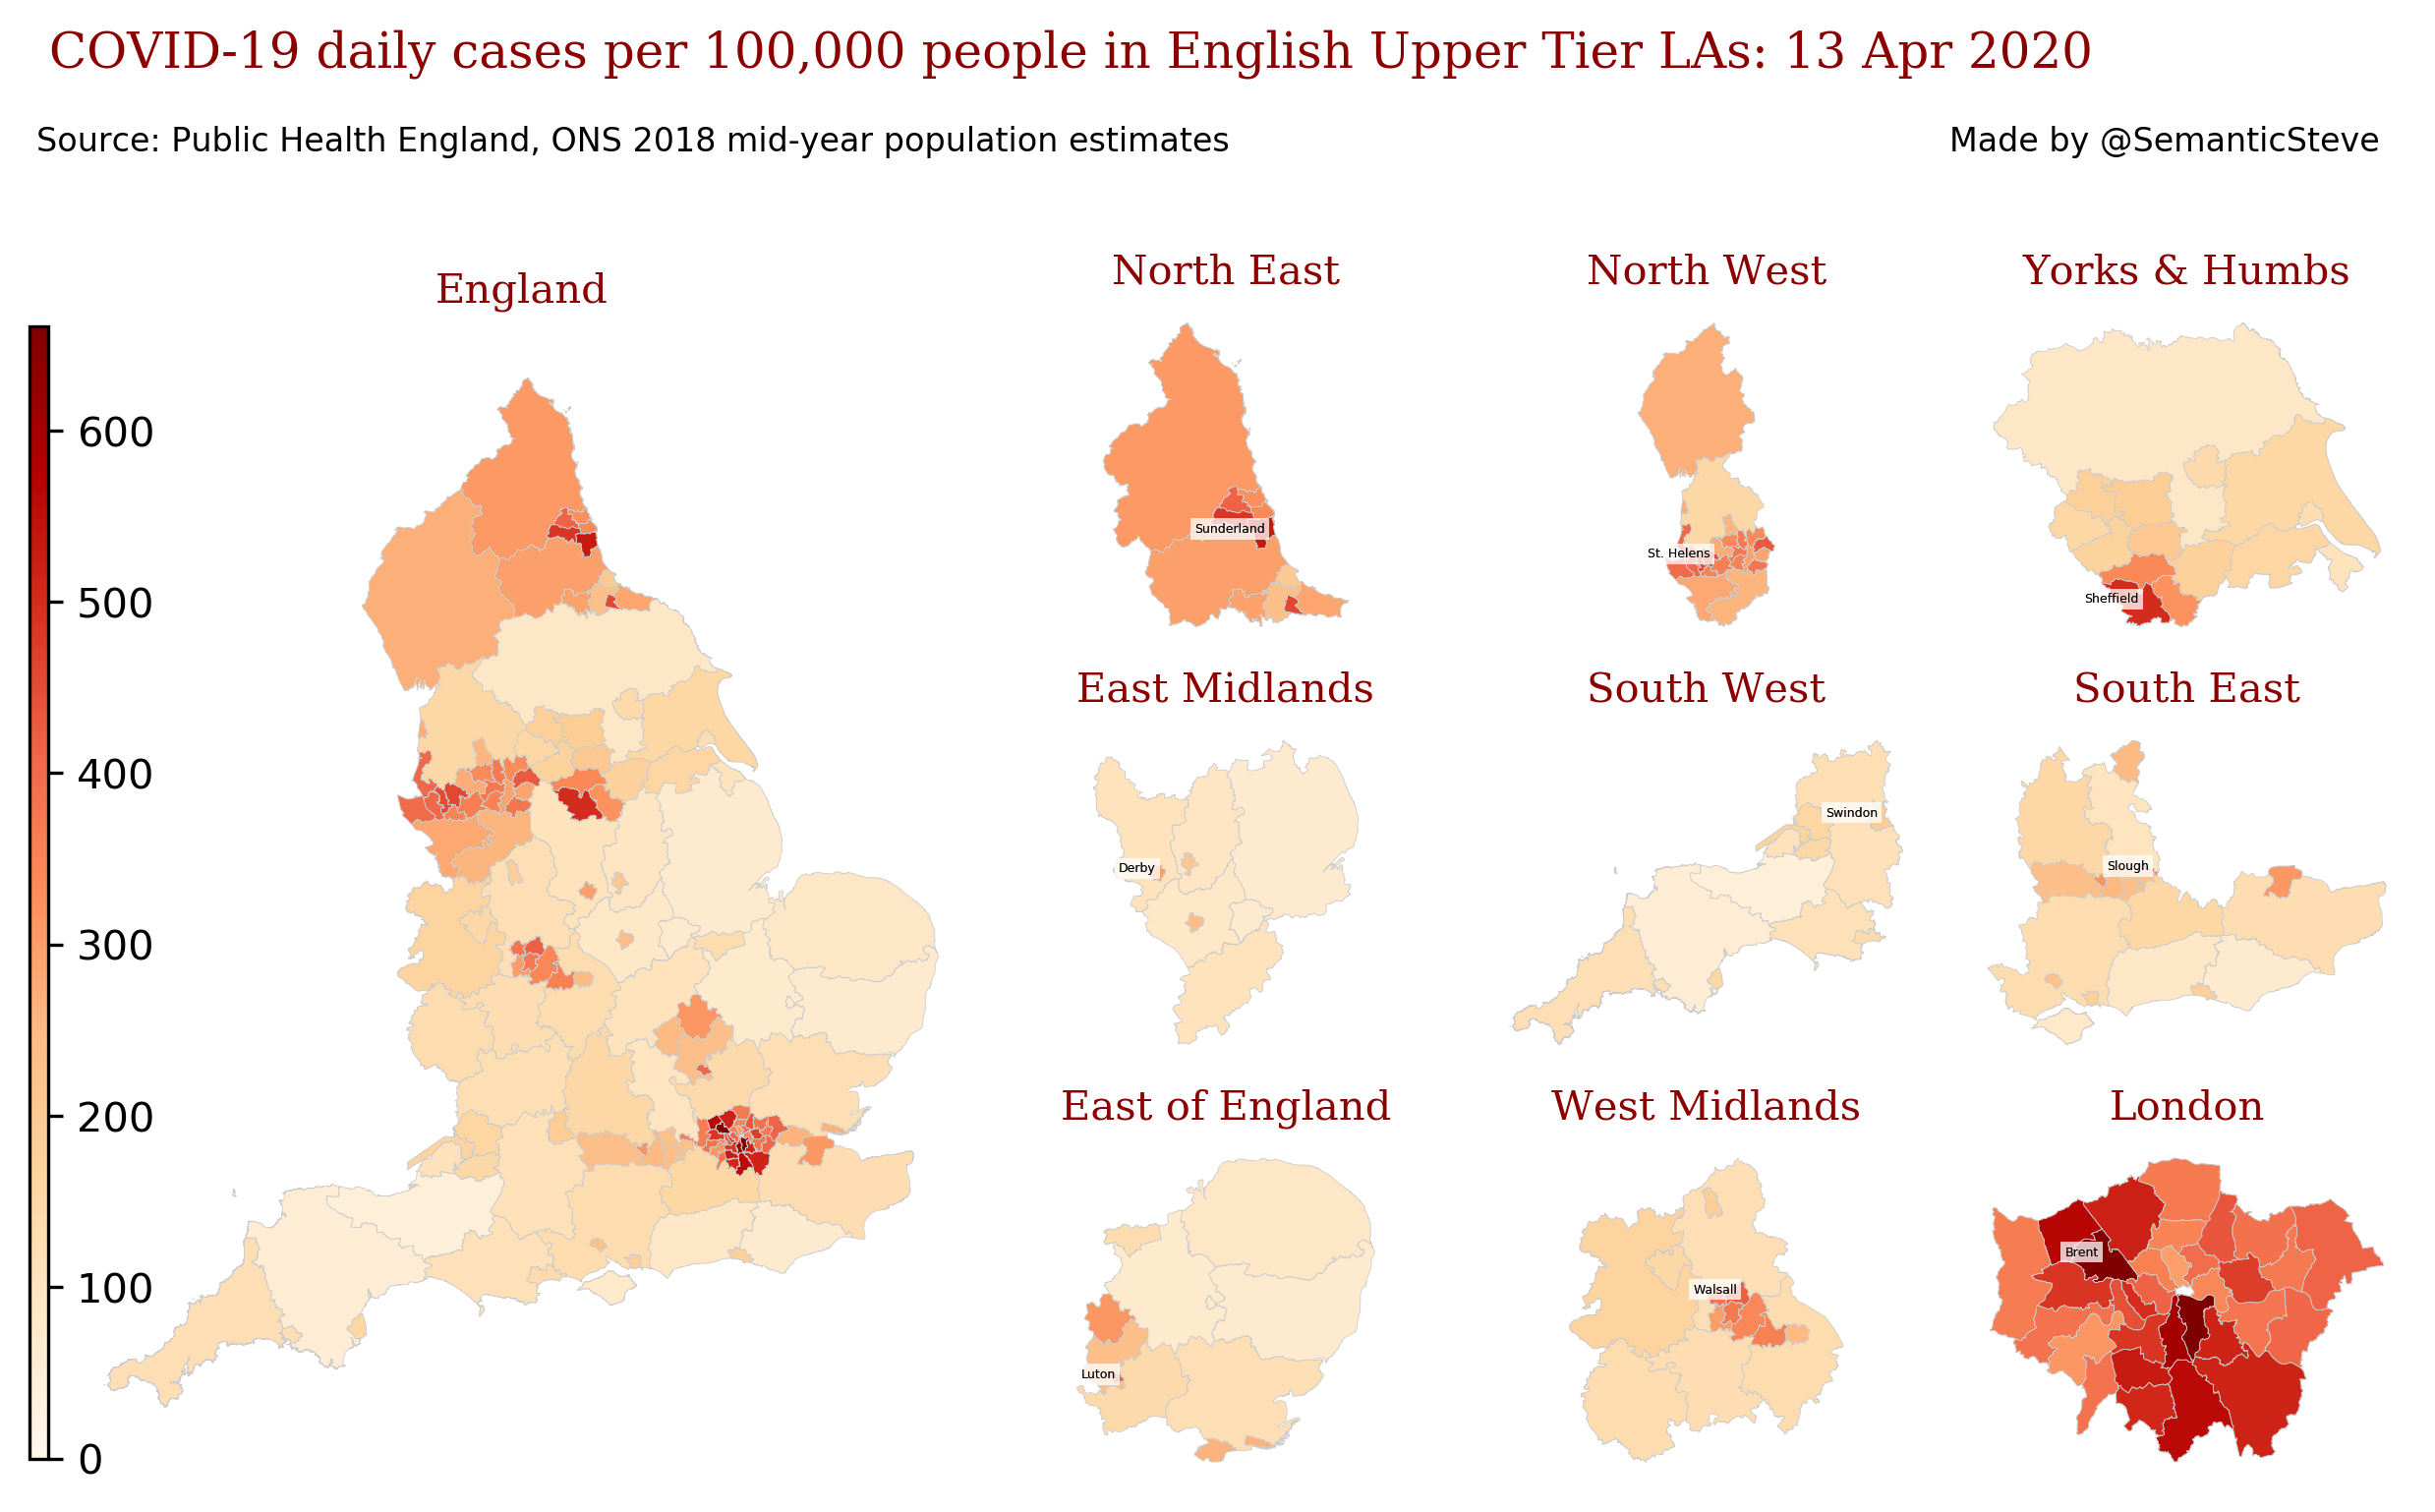 COVID-19 daily cases per 100,000 people in English Upper Tier LAs: 13 Apr 2020
Source: Public Health England, ONS 2018 mid-year population estimates
Made by @SemanticSteve
England
North East
North West
Yorks & Humbs
600
500
400
300
200
100
0
Sunderland
St. Helens
Sheffield
East Midlands
South West
South East
Derby
Swindon
Slough
East of England
West Midlands
London
Luton
Walsall
Brent